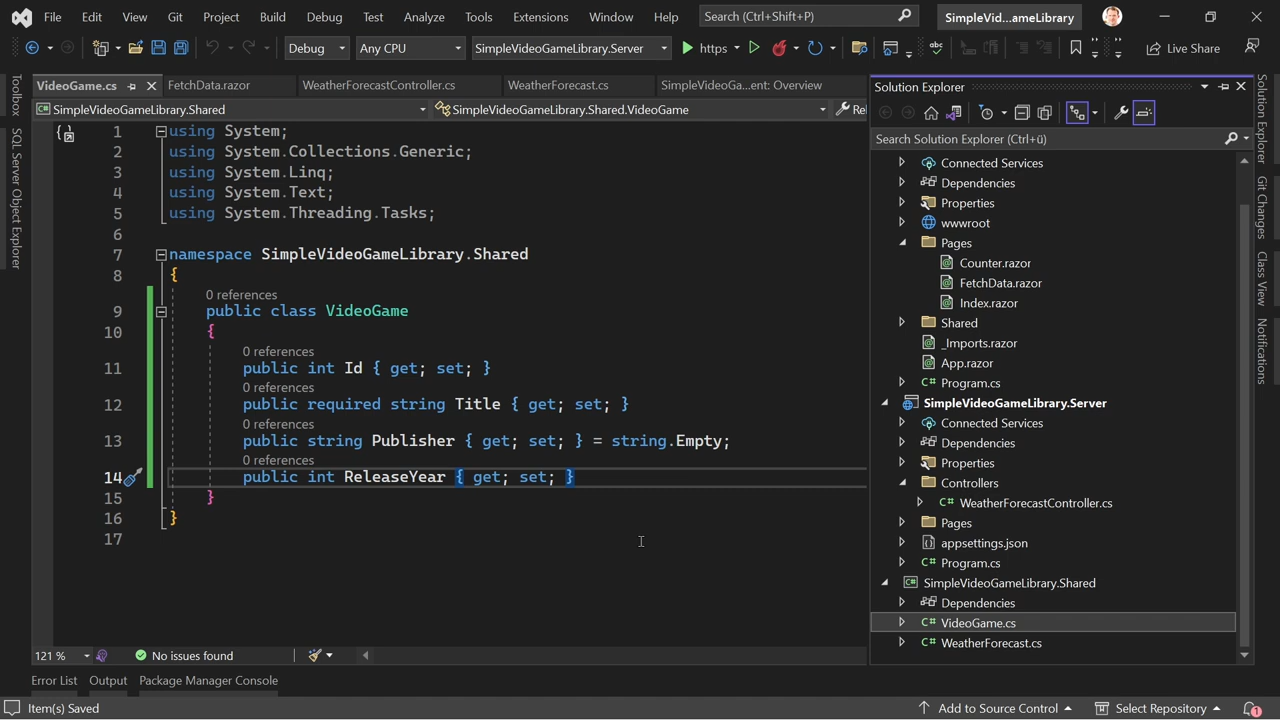 File Edit View Git Project Build Debug Test Analyze Tools Extensions Window Help Search (Ctrl+Shift+P) SimpleVid...ameLibrary
Debug Any CPU SimpleVideoGameLibrary.Server https Live Share
VideoGame.cs FetchData.razor WeatherForecastController.cs WeatherForecast.cs SimpleVideoGa...ent: Overview
SimpleVideoGameLibrary.Shared SimpleVideoGameLibrary.Shared.VideoGame
Toolbox
SQL Server Object Explorer
1 using System;
2 using System.Collections.Generic;
3 using System.Linq;
4 using System.Text;
5 using System.Threading.Tasks;
6
7 namespace SimpleVideoGameLibrary.Shared
8 {
0 references
9 public class VideoGame
10 {
0 references
11 public int Id { get; set; }
0 references
12 public required string Title { get; set; }
0 references
13 public string Publisher { get; set; } = string.Empty;
0 references
14 public int ReleaseYear { get; set; }
15 }
16 }
17
121 % No issues found
Error List Output Package Manager Console
Item(s) Saved Add to Source Control Select Repository 1
Solution Explorer
Search Solution Explorer (Ctrl+ü)
Connected Services
Dependencies
Properties
wwwroot
Pages
Counter.razor
FetchData.razor
Index.razor
Shared
_Imports.razor
App.razor
Program.cs
SimpleVideoGameLibrary.Server
Connected Services
Dependencies
Properties
Controllers
WeatherForecastController.cs
Pages
appsettings.json
Program.cs
SimpleVideoGameLibrary.Shared
Dependencies
VideoGame.cs
WeatherForecast.cs
Solution Explorer
Git Changes
Class View
Notifications